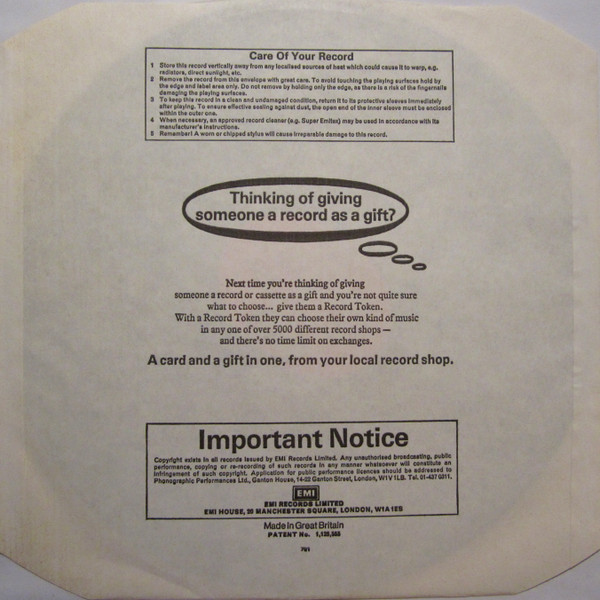 Care Of Your Record
1 Store this record vertically away from any localised sources of heat which could cause it to warp, e.g.
radiators, direct sunlight, etc.
2 Remove the record from this envelope with great care. To avoid touching the playing surfaces hold by
the edge and label area only. Do not remove by holding only the edge, as there is a risk of the fingernails
damaging the playing surfaces.
3 To keep this record in a clean and undamaged condition, return it to its protective sleeves immediately
after playing. To ensure effective sealing against dust, the open end of the inner sleeve must be enclosed
within the outer one.
4 When necessary, an approved record cleaner (e.g. Super Emitex) may be used in accordance with its
manufacturer's instructions.
5 Remember! A worn or chipped stylus will cause irreparable damage to this record.
Thinking of giving
someone a record as a gift?
Next time you're thinking of giving
someone a record or cassette as a gift and you're not quite sure
what to choose... give them a Record Token.
With a Record Token they can choose their own kind of music
in any one of over 5000 different record shops —
and there's no time limit on exchanges.
A card and a gift in one, from your local record shop.
Important Notice
Copyright exists in all records issued by EMI Records Limited. Any unauthorised broadcasting, public
performance, copying or re-recording of such records in any manner whatsoever will constitute an
infringement of such copyright. Application for public performance licences should be addressed to
Phonographic Performances Ltd., Ganton House, 14-22 Ganton Street, London, W1V 1LB. Tel. 01-437 0311.
EMI
EMI RECORDS LIMITED
EMI HOUSE, 20 MANCHESTER SQUARE, LONDON, W1A 1ES
Made in Great Britain
PATENT No. 1,125,555
701